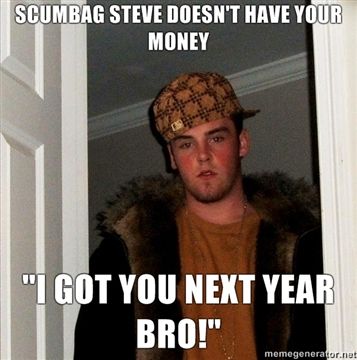 SCUMBAG STEVE DOESN'T HAVE YOUR
MONEY
"I GOT YOU NEXT YEAR
BRO!"
memegenerator.net